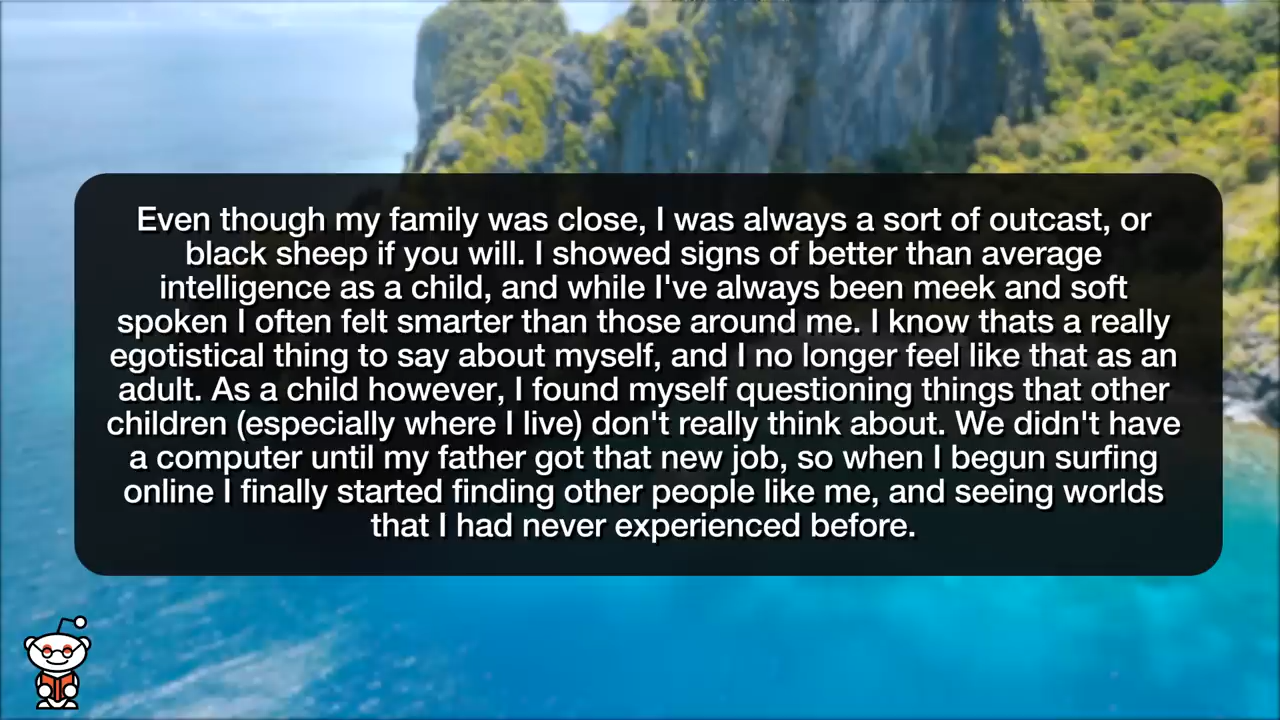 Even though my family was close, I was always a sort of outcast, or
black sheep if you will. I showed signs of better than average
intelligence as a child, and while I've always been meek and soft
spoken I often felt smarter than those around me. I know thats a really
egotistical thing to say about myself, and I no longer feel like that as an
adult. As a child however, I found myself questioning things that other
children (especially where I live) don't really think about. We didn't have
a computer until my father got that new job, so when I begun surfing
online I finally started finding other people like me, and seeing worlds
that I had never experienced before.